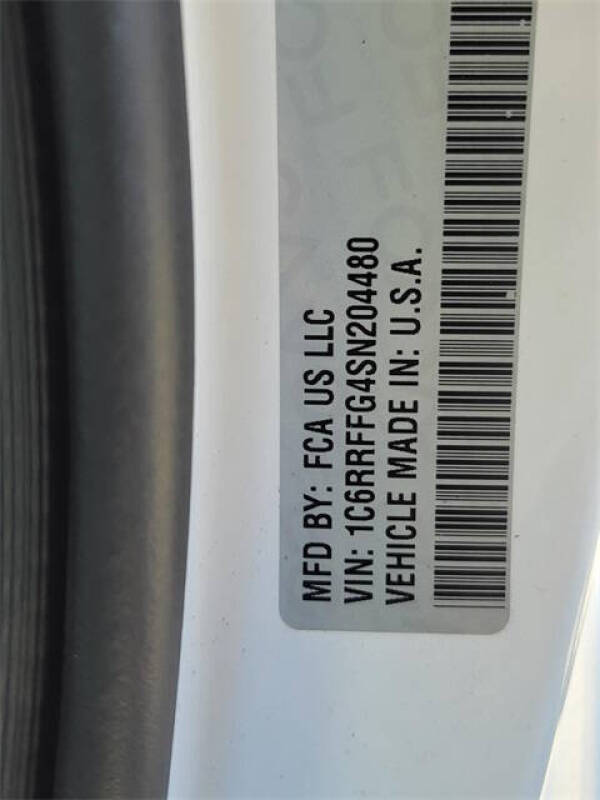 MFD BY: FCA US LLC
VIN: 1C6RRFFG4SN204480
VEHICLE MADE IN: U.S.A.